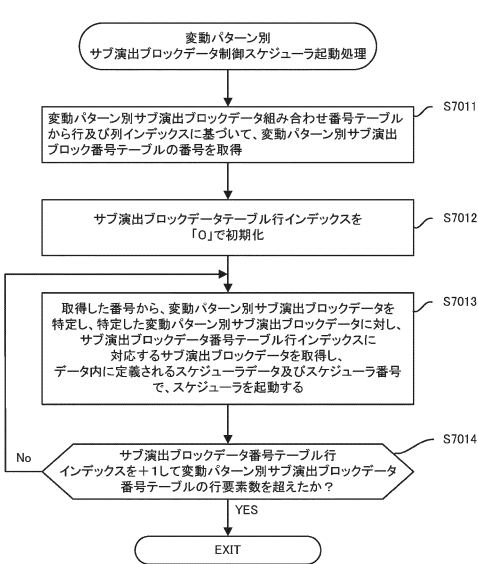 変動パターン別
サブ演出ブロックデータ制御スケジューラ起動処理
S7011
変動パターン別サブ演出ブロックデータ組み合わせ番号テーブル
から行及び列インデックスに基づいて、変動パターン別サブ演出
ブロック番号テーブルの番号を取得
S7012
サブ演出ブロックデータテーブル行インデックスを
「0」で初期化
S7013
取得した番号から、変動パターン別サブ演出ブロックデータを
特定し、特定した変動パターン別サブ演出ブロックデータに対し、
サブ演出ブロックデータ番号テーブル行インデックスに
対応するサブ演出ブロックデータを取得し、
データ内に定義されるスケジューラデータ及びスケジューラ番号
で、スケジューラを起動する
S7014
No
サブ演出ブロックデータ番号テーブル行
インデックスを+1して変動パターン別サブ演出ブロックデータ
番号テーブルの行要素数を超えたか?
YES
EXIT